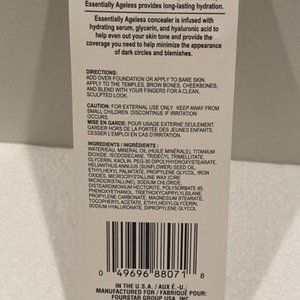 Essentially Ageless provides long-lasting hydration.
Essentially Ageless concealer is infused with
hydrating serum, glycerin, and hyaluronic acid to
help even out your skin tone and provide the
coverage you need to help minimize the appearance
of dark circles and blemishes.
DIRECTIONS:
ADD OVER FOUNDATION OR APPLY TO BARE SKIN
APPLY TO THE TEMPLES, BROW BONES, CHEEKBONES,
AND BLEND WITH YOUR FINGERS FOR A CLEAN,
SCULPTED LOOK
CAUTION: FOR EXTERNAL USE ONLY. KEEP AWAY FROM
SMALL CHILDREN. DISCONTINUE IF IRRITATION
OCCURS.
MISE EN GARDE: POUR USAGE EXTERNE SEULEMENT.
GARDER HORS DE LA PORTÉE DES JEUNES ENFANTS.
CESSER D'EMPLOI EN CAS D'IRRITATION.
INGREDIENTS / INGRÉDIENTS :
WATER/EAU, MINERAL OIL (HUILE MINÉRALE) TITANIUM
DIOXIDE, ISODODECANE, TRIDECYL TRIMELLITATE,
GLYCERIN, KAOLIN, PEG-30 DIPOLYHYDROXYSTEARATE,
HELIANTHUS ANNUUS (SUNFLOWER) SEED OIL,
ETHYLHEXYL PALMITATE, PROPYLENE GLYCOL, IRON
OXIDES, MICROCRYSTALLINE WAX (CIRE
MICROCRISTALLINE), SODIUM CHLORIDE,
DISTEARDIMONIUM HECTORITE, POLYSORBATE 85,
PHENOXYETHANOL, TRIETHOXYCAPRYLYLSILANE,
PROPYLENE CARBONATE, MAGNESIUM STEARATE,
TOCOPHERYL ACETATE, ETHYLHEXYLGLYCERIN,
SODIUM HYALURONATE, DIPROPYLENE GLYCOL
0 49696 88071 8
IN THE U.S.A. / AUX É.-U.
MANUFACTURED FOR / FABRIQUÉ POUR
FOURSTAR GROUP USA, INC.